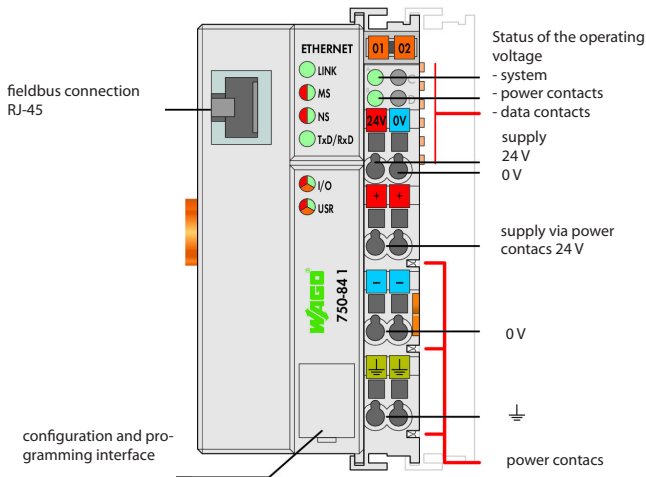 fieldbus connection
RJ-45
configuration and pro-
gramming interface
ETHERNET
LINK
MS
NS
TxD/RxD
I/O
USR
WAGO
750-84 1
01 02
C
D
24V 0V
+ +
− −
Status of the operating
voltage
- system
- power contacts
- data contacts
supply
24 V
0 V
supply via power
contacs 24 V
0 V
power contacs